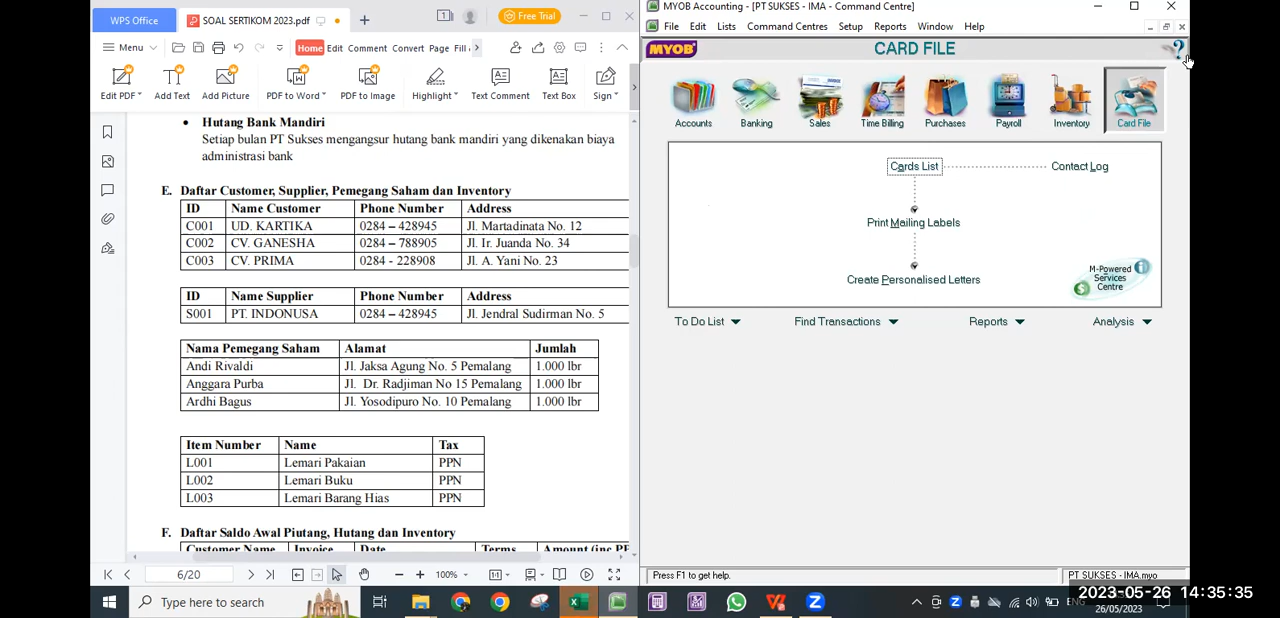 WPS Office
SOAL SERTIKOM 2023.pdf
1
Free Trial
Menu
Home Edit Comment Convert Page Fill
Edit PDF
Add Text
Add Picture
PDF to Word
PDF to Image
Highlight
Text Comment
Text Box
Sign
Hutang Bank Mandiri
Setiap bulan PT Sukses mengangsur hutang bank mandiri yang dikenakan biaya
administrasi bank
E. Daftar Customer, Supplier, Pemegang Saham dan Inventory
ID Name Customer Phone Number Address
C001 UD. KARTIKA 0284 – 428945 Jl. Martadinata No. 12
C002 CV. GANESHA 0284 – 788905 Jl. Ir. Juanda No. 34
C003 CV. PRIMA 0284 - 228908 Jl. A. Yani No. 23
ID Name Supplier Phone Number Address
S001 PT. INDONUSA 0284 – 428945 Jl. Jendral Sudirman No. 5
Nama Pemegang Saham Alamat Jumlah
Andi Rivaldi Jl. Jaksa Agung No. 5 Pemalang 1.000 lbr
Anggara Purba Jl. Dr. Radjiman No 15 Pemalang 1.000 lbr
Ardhi Bagus Jl. Yosodipuro No. 10 Pemalang 1.000 lbr
Item Number Name Tax
L001 Lemari Pakaian PPN
L002 Lemari Buku PPN
L003 Lemari Barang Hias PPN
F. Daftar Saldo Awal Piutang, Hutang dan Inventory
Customer Name Invoice Date Terms Amount (inc PP
6/20
100%
MYOB Accounting - [PT SUKSES - IMA - Command Centre]
File Edit Lists Command Centres Setup Reports Window Help
MYOB
CARD FILE
Accounts
Banking
Sales
Time Billing
Purchases
Payroll
Inventory
Card File
Cards List
Contact Log
Print Mailing Labels
Create Personalised Letters
M-Powered
Services
Centre
To Do List
Find Transactions
Reports
Analysis
Press F1 to get help.
PT SUKSES - IMA.myo
Type here to search
ENG
2023-05-26 14:35:35
26/05/2023